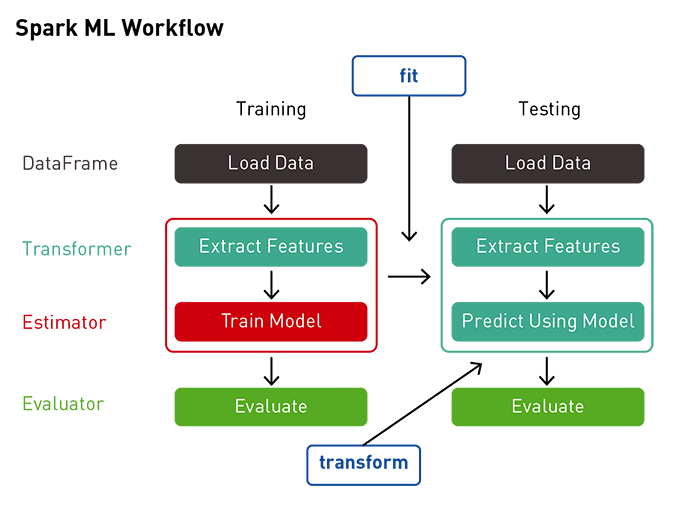 Spark ML Workflow
fit
Training
Testing
DataFrame
Load Data
Load Data
Transformer
Extract Features
Extract Features
Estimator
Train Model
Predict Using Model
Evaluator
Evaluate
Evaluate
transform